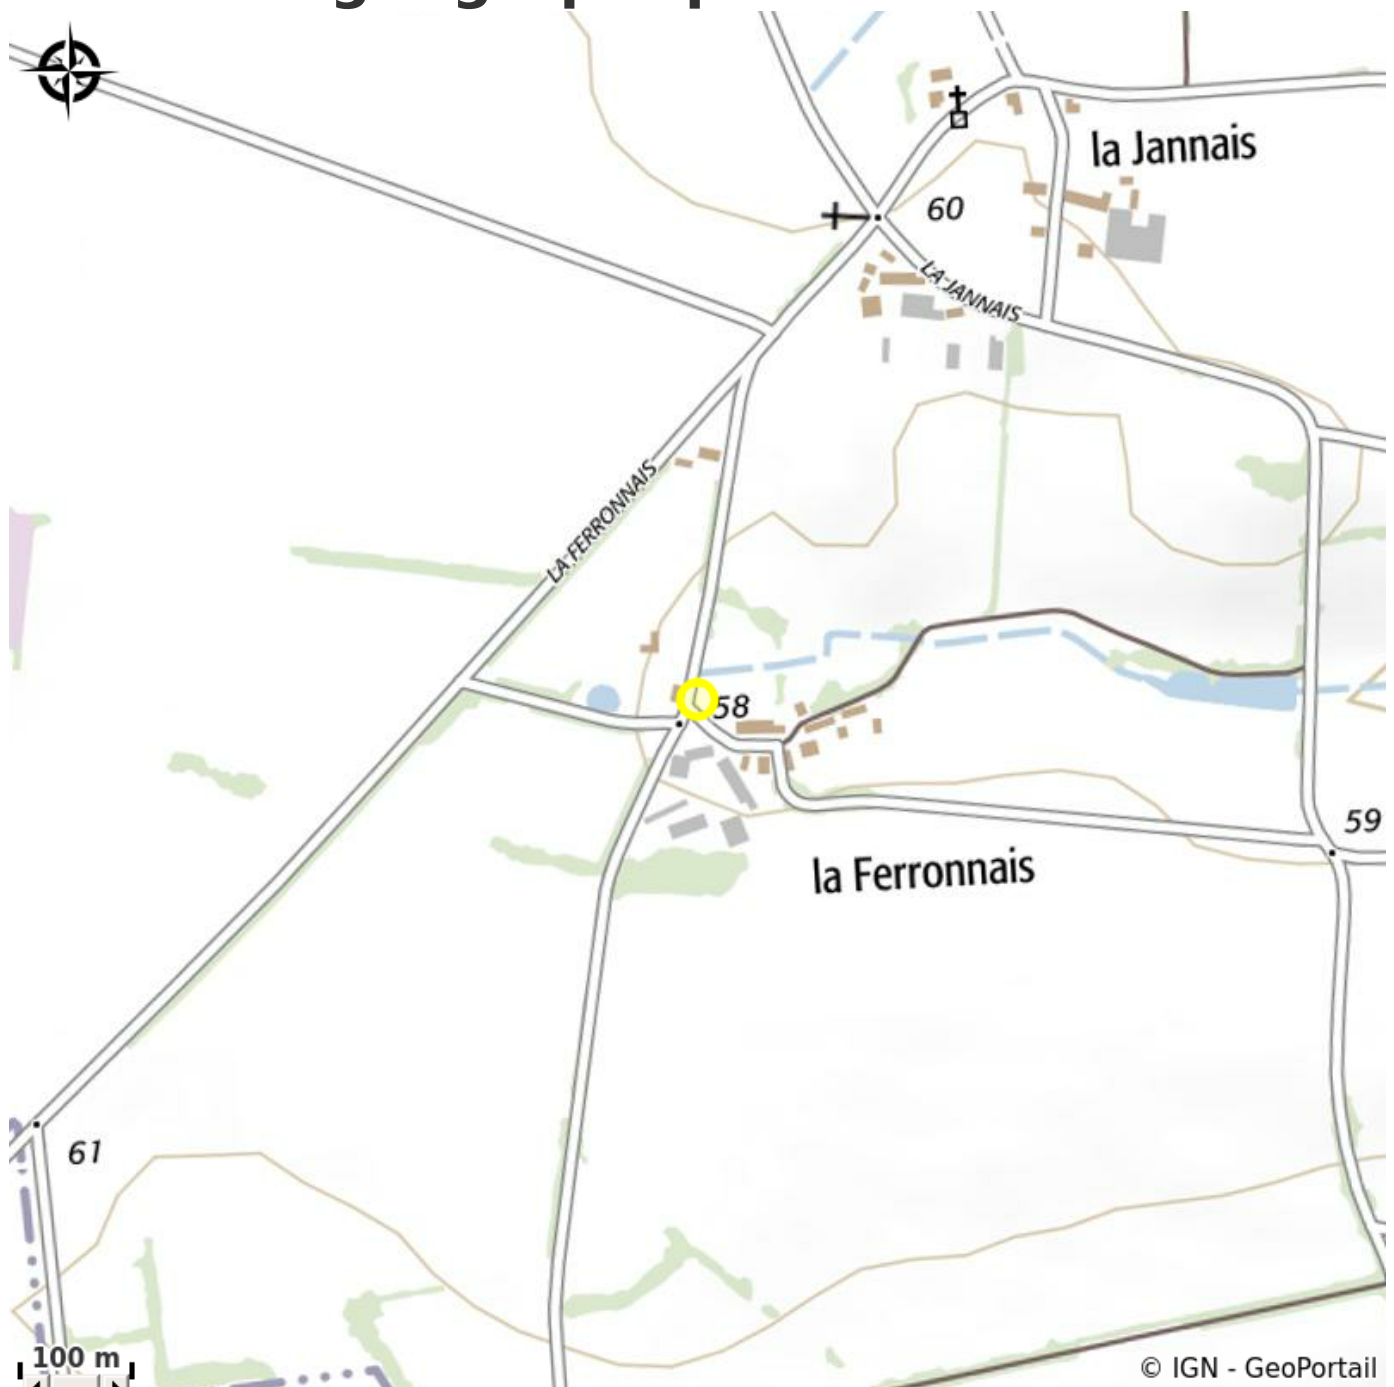 la Jannais
60
LA JANNAIS
LA FERRONNAIS
58
59
la Ferronnais
61
100 m
© IGN - GeoPortail